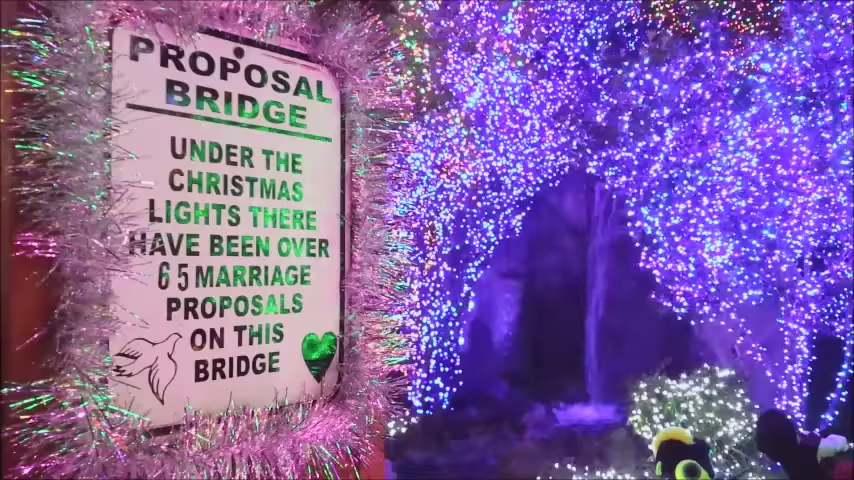 PROPOSAL
BRIDGE
UNDER THE
CHRISTMAS
LIGHTS THERE
HAVE BEEN OVER
65 MARRIAGE
PROPOSALS
ON THIS
BRIDGE